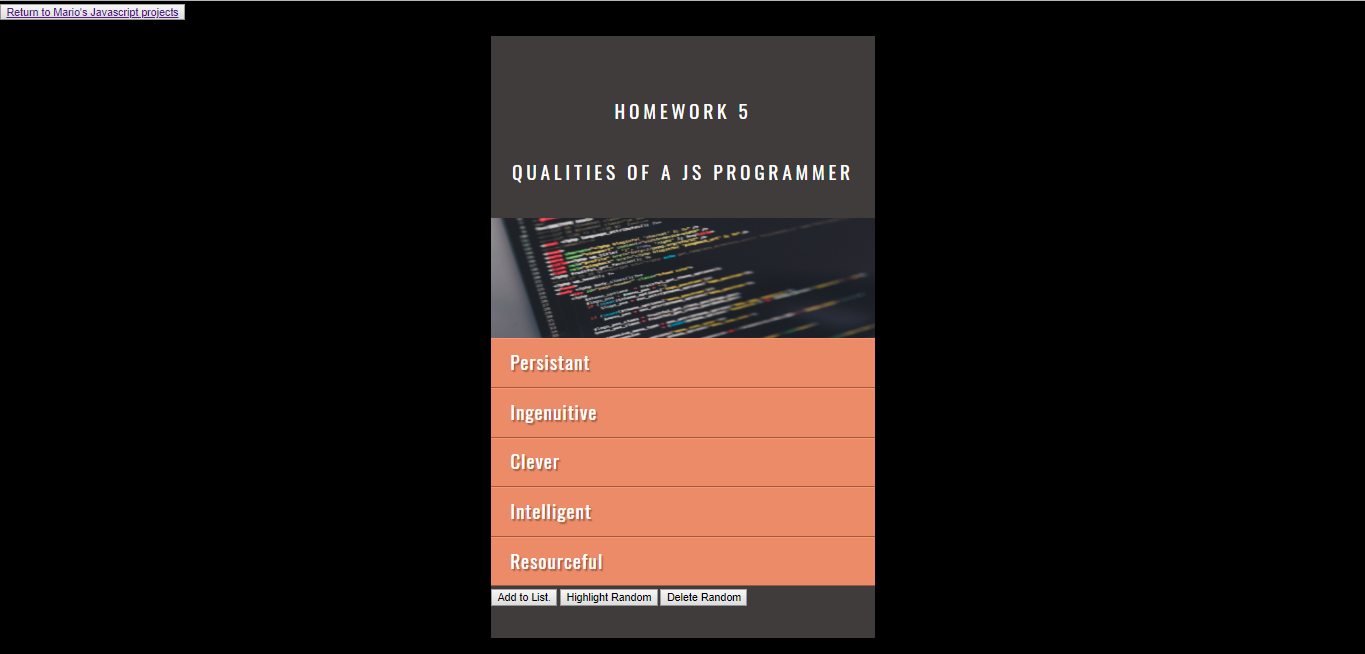 Return to Mario's Javascript projects
HOMEWORK 5
QUALITIES OF A JS PROGRAMMER
Persistant
Ingenuitive
Clever
Intelligent
Resourceful
Add to List. Highlight Random Delete Random